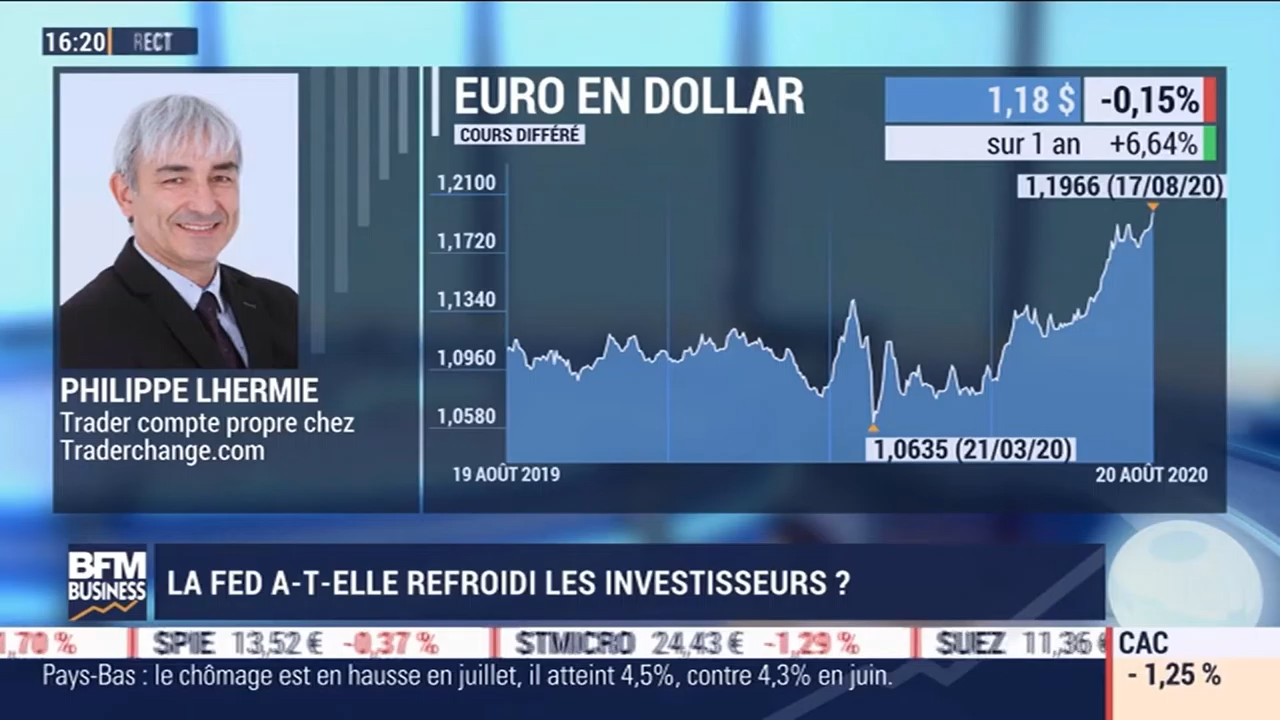 16:20 RECT
EURO EN DOLLAR
COURS DIFFÉRÉ
1,18 $ -0,15%
sur 1 an +6,64%
1,1966 (17/08/20)
1,2100
1,1720
1,1340
1,0960
1,0580
1,0635 (21/03/20)
19 AOÛT 2019
20 AOÛT 2020
PHILIPPE LHERMIE
Trader compte propre chez
Traderchange.com
BFM
BUSINESS
LA FED A-T-ELLE REFROIDI LES INVESTISSEURS ?
1,70 % SPIE 13,52 € -0,37 % STMICRO 24,43 € -1,29 % SUEZ 11,36 €
CAC
- 1,25 %
Pays-Bas : le chômage est en hausse en juillet, il atteint 4,5%, contre 4,3% en juin.